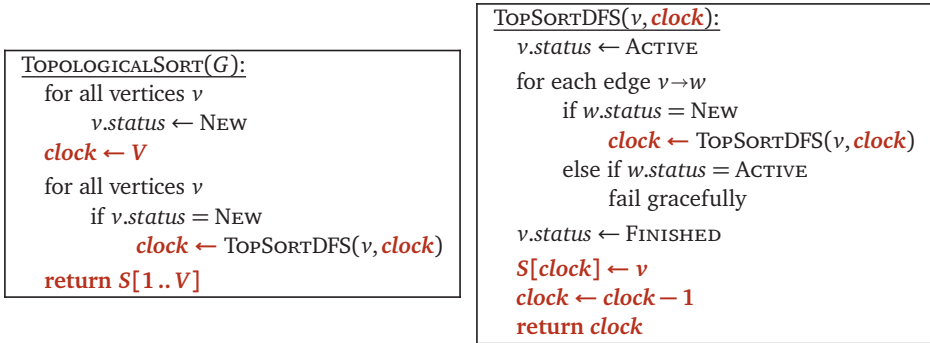 TOPOLOGICALSORT(G):
for all vertices v
v.status ← NEW
clock ← V
for all vertices v
if v.status = NEW
clock ← TOPSORTDFS(v, clock)
return S[1 .. V]
TOPSORTDFS(v, clock):
v.status ← ACTIVE
for each edge v→w
if w.status = NEW
clock ← TOPSORTDFS(v, clock)
else if w.status = ACTIVE
fail gracefully
v.status ← FINISHED
S[clock] ← v
clock ← clock − 1
return clock